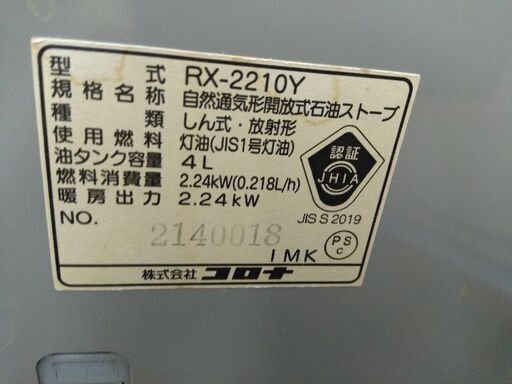 型式 RX-2210Y
規格名称 自然通気形開放式石油ストーブ
種類 しん式・放射形
使用燃料 灯油(JIS1号灯油)
油タンク容量 4L
燃料消費量 2.24kW(0.218L/h)
暖房出力 2.24kW
認証
JHIA
JIS S 2019
NO. 2140018
IMK
PS
C
株式会社 コロナ